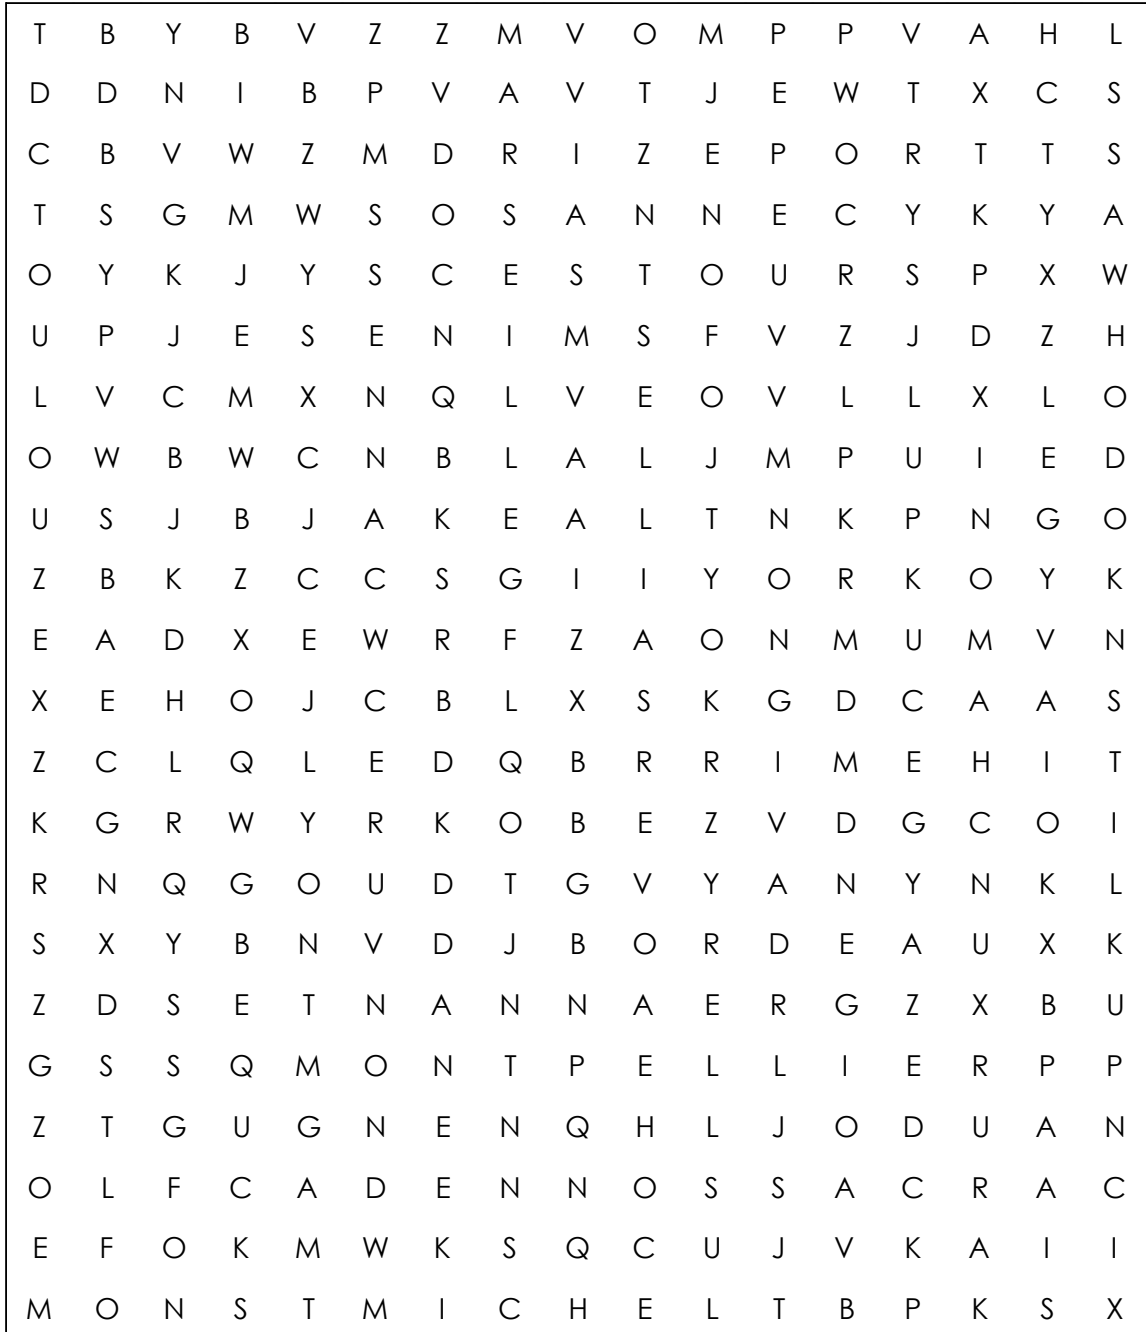 T B Y B V Z Z M V O M P P V A H L
D D N I B P V A V T J E W T X C S
C B V W Z M D R I Z E P O R T T S
T S G M W S O S A N N E C Y K Y A
O Y K J Y S C E S T O U R S P X W
U P J E S E N I M S F V Z J D Z H
L V C M X N Q L V E O V L L X L O
O W B W C N B L A L J M P U I E D
U S J B J A K E A L T N K P N G O
Z B K Z C C S G I I Y O R K O Y K
E A D X E W R F Z A O N M U M V N
X E H O J C B L X S K G D C A A S
Z C L Q L E D Q B R R I M E H I T
K G R W Y R K O B E Z V D G C O I
R N Q G O U D T G V Y A N Y N K L
S X Y B N V D J B O R D E A U X K
Z D S E T N A N N A E R G Z X B U
G S S Q M O N T P E L L I E R P P
Z T G U G N E N Q H L J O D U A N
O L F C A D E N N O S S A C R A C
E F O K M W K S Q C U J V K A I I
M O N S T M I C H E L T B P K S X